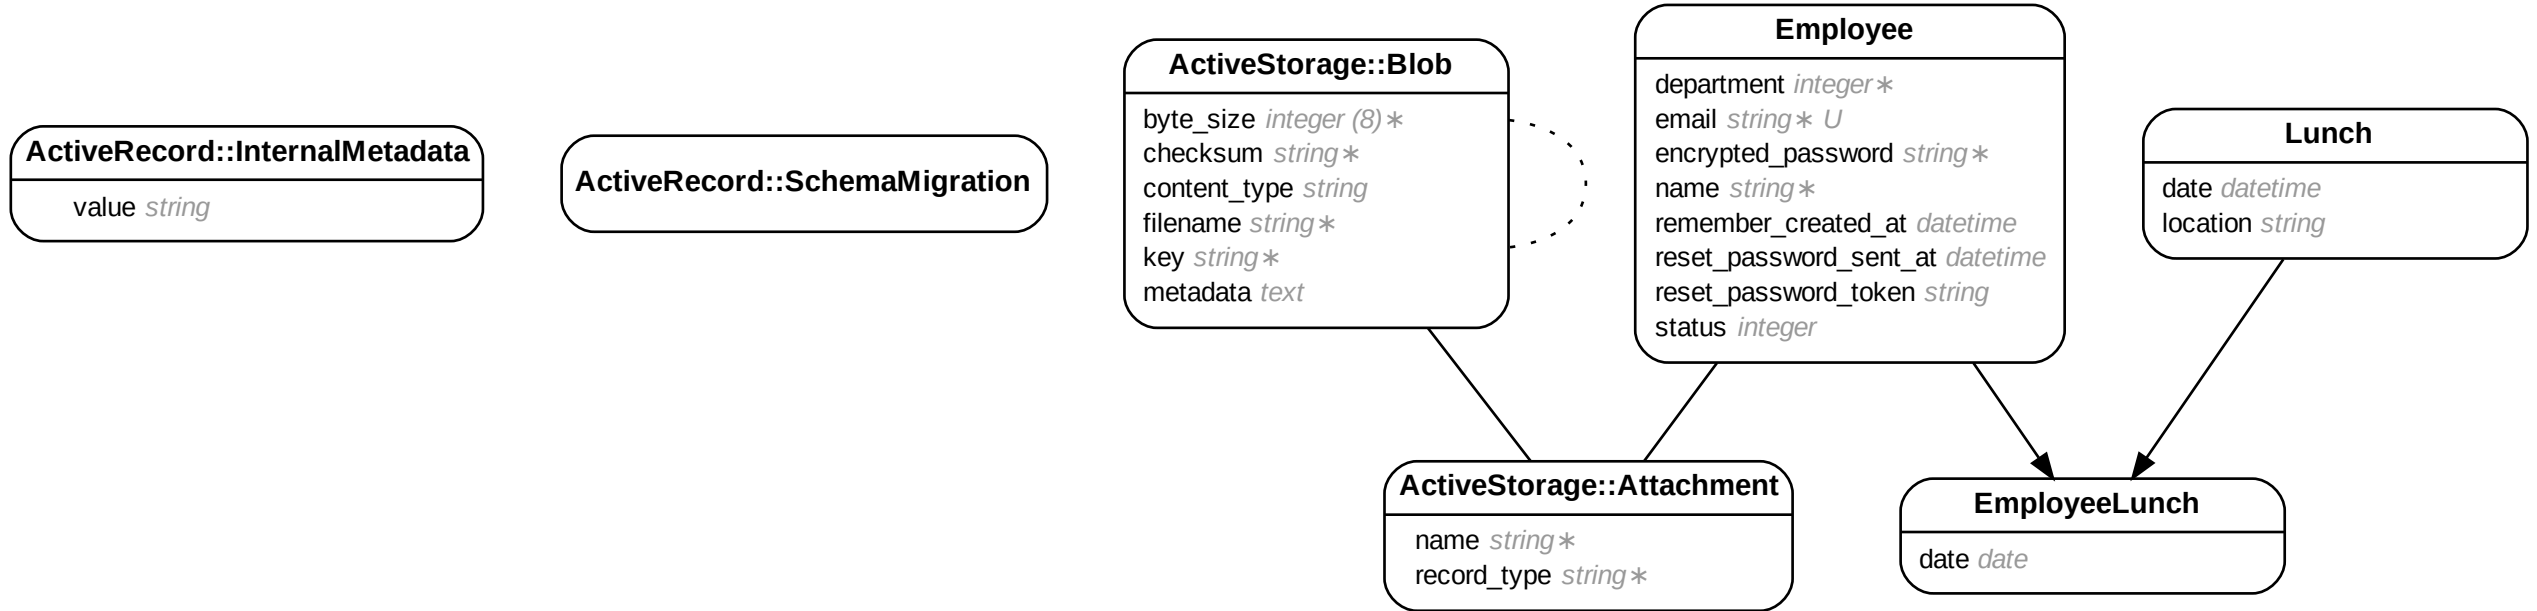 ActiveRecord::InternalMetadata
value string
ActiveRecord::SchemaMigration
ActiveStorage::Blob
byte_size integer (8)∗
checksum string∗
content_type string
filename string∗
key string∗
metadata text
Employee
department integer∗
email string∗ U
encrypted_password string∗
name string∗
remember_created_at datetime
reset_password_sent_at datetime
reset_password_token string
status integer
Lunch
date datetime
location string
ActiveStorage::Attachment
name string∗
record_type string∗
EmployeeLunch
date date